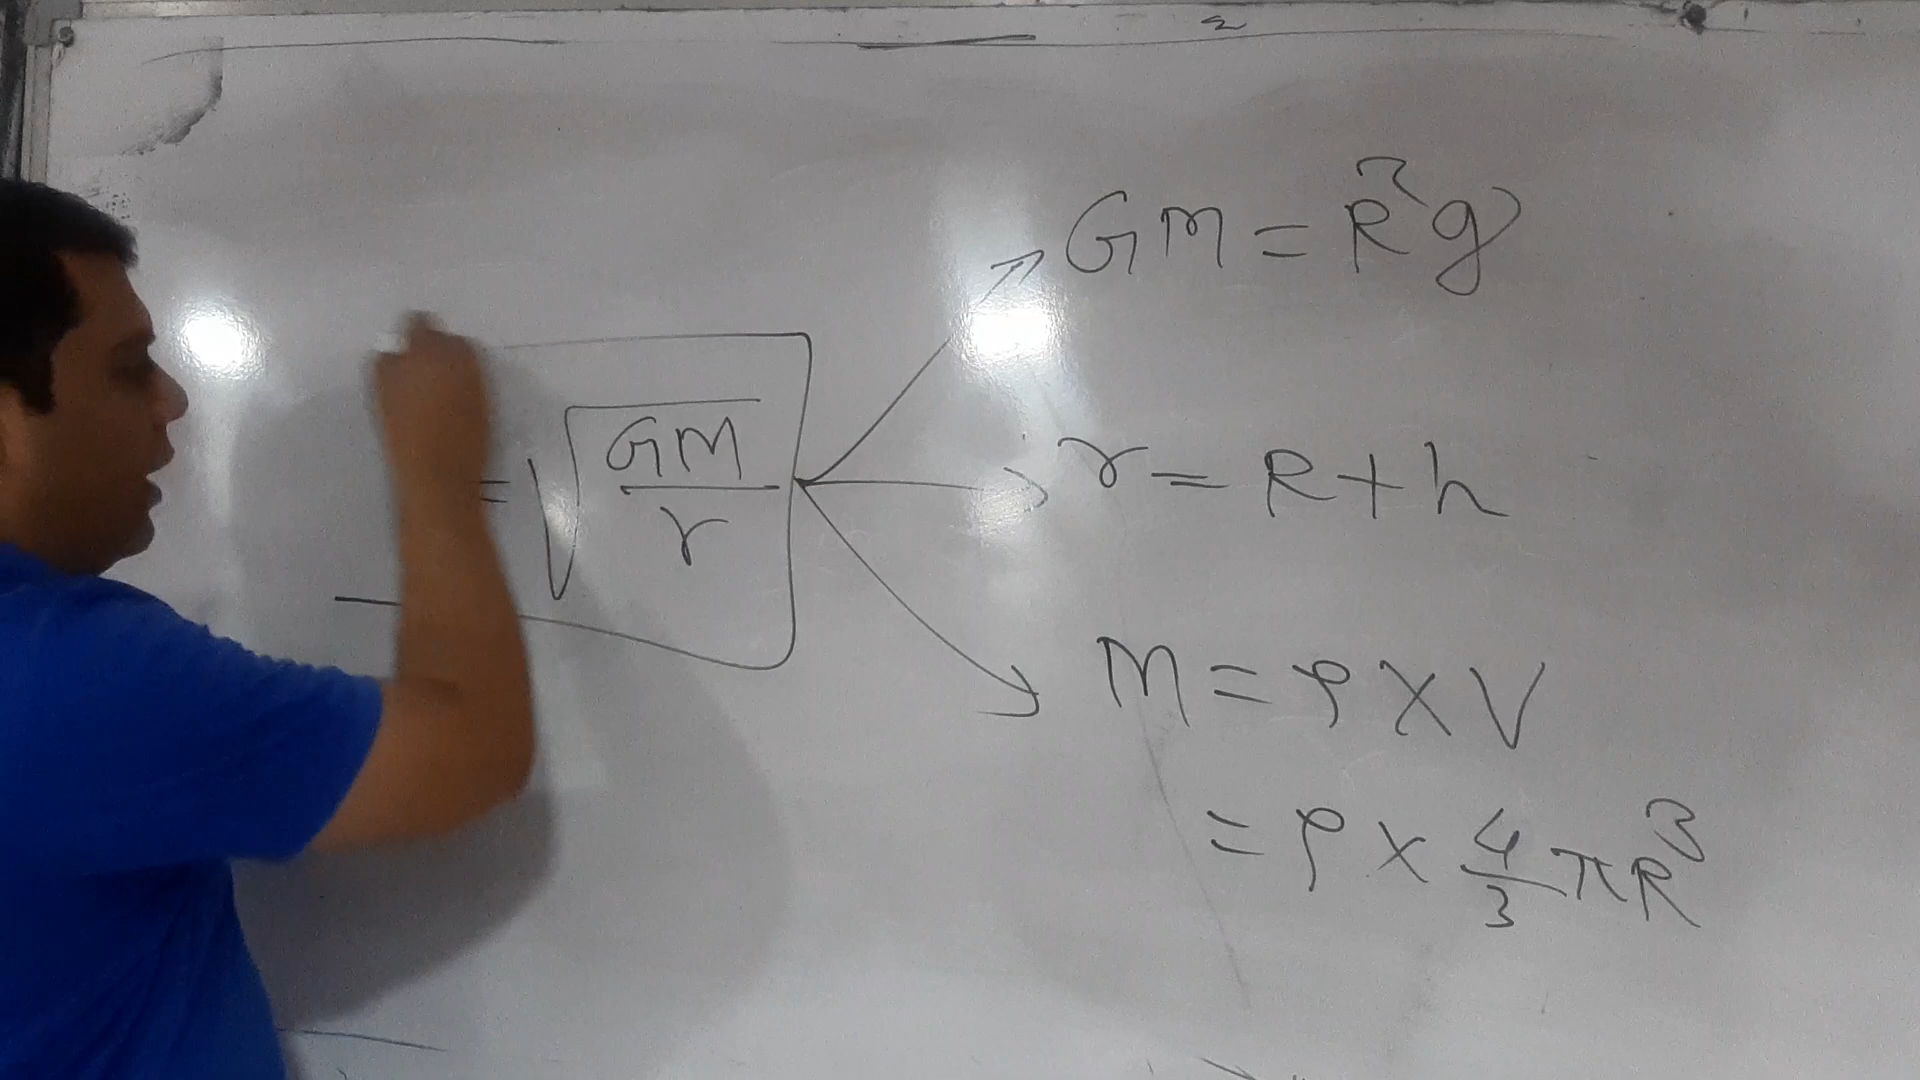 = √(GM/r)
GM = R²g
r = R + h
M = ρ × V
= ρ × 4/3 πR³